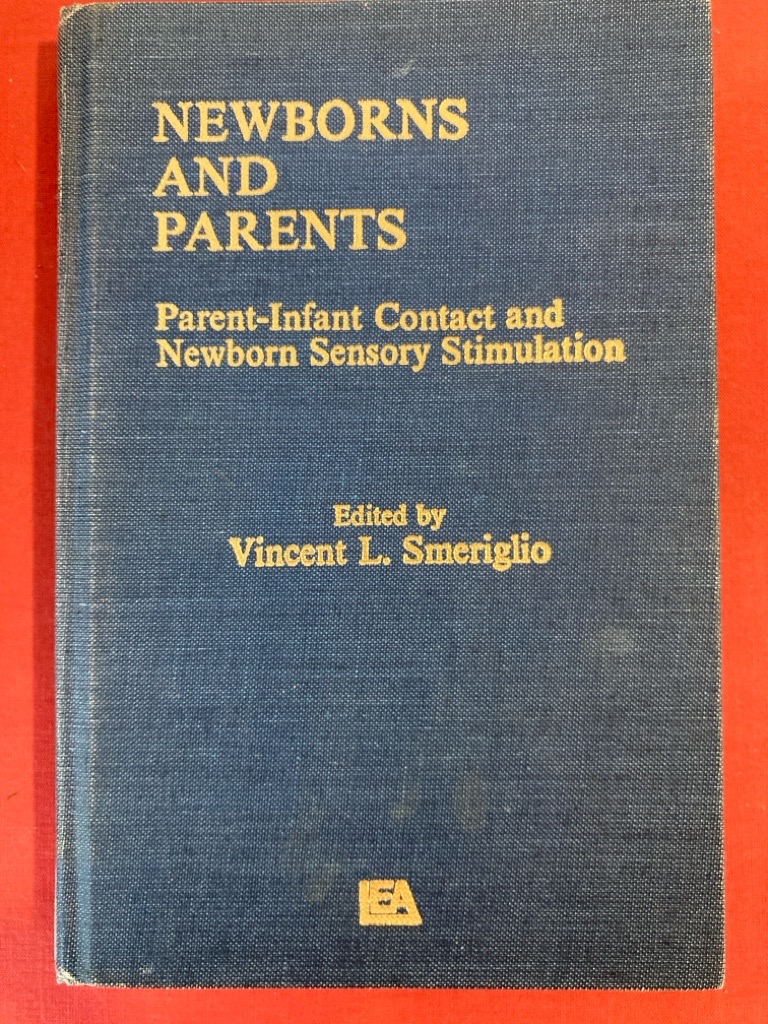 NEWBORNS
AND
PARENTS
Parent-Infant Contact and
Newborn Sensory Stimulation
Edited by
Vincent L. Smeriglio
LEA